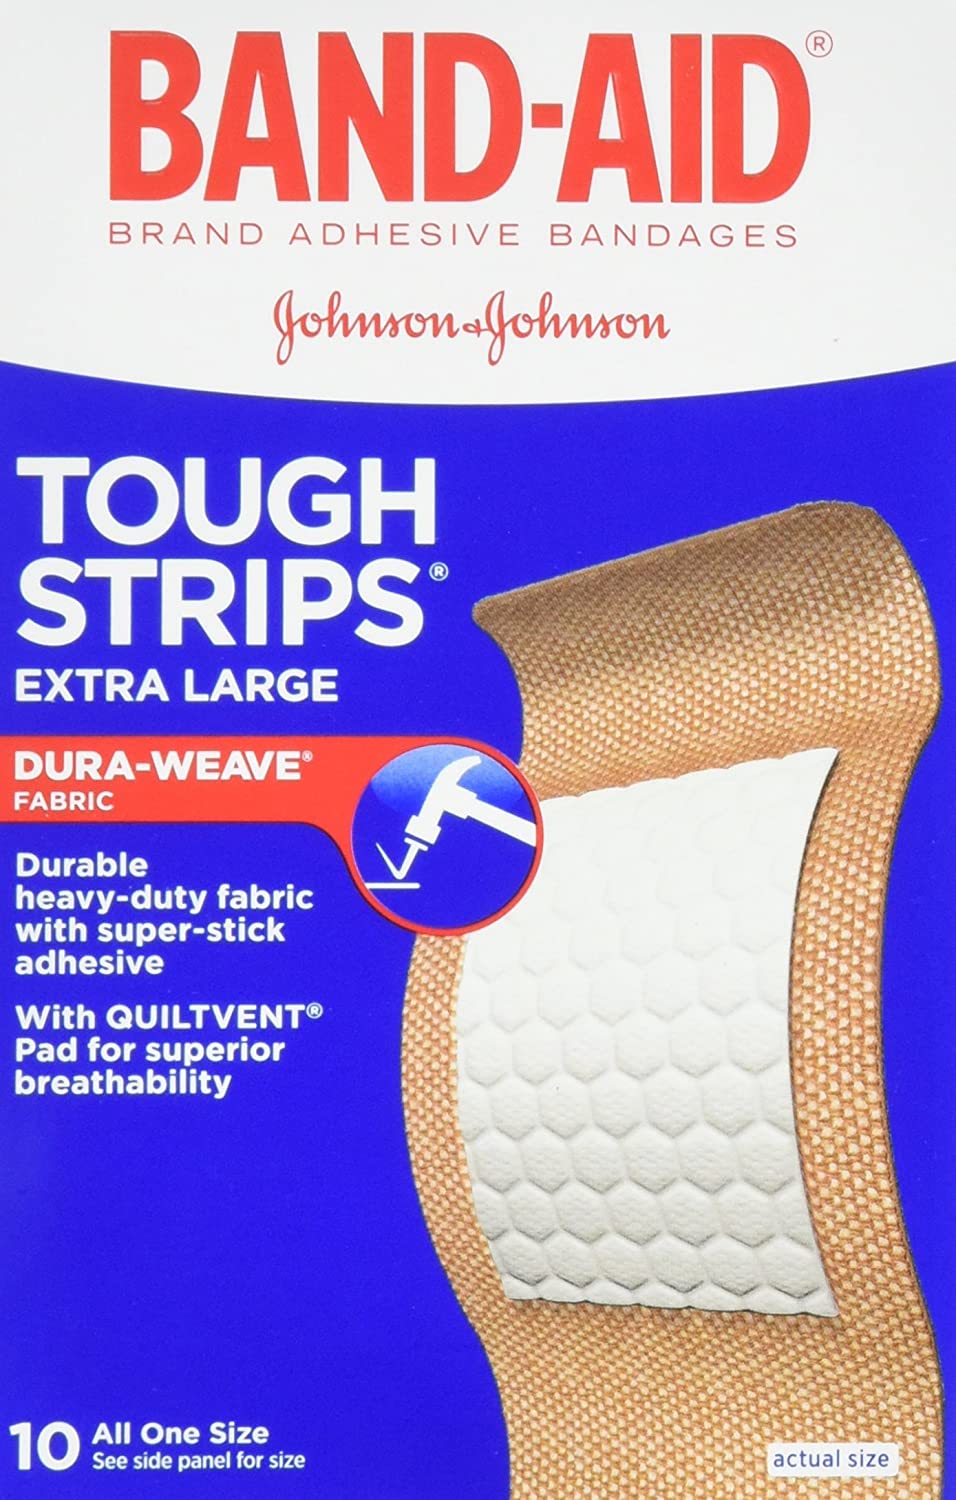 BAND-AID®
BRAND ADHESIVE BANDAGES
Johnson & Johnson
TOUGH
STRIPS®
EXTRA LARGE
DURA-WEAVE®
FABRIC
Durable
heavy-duty fabric
with super-stick
adhesive
With QUILTVENT®
Pad for superior
breathability
10 All One Size
See side panel for size
actual size